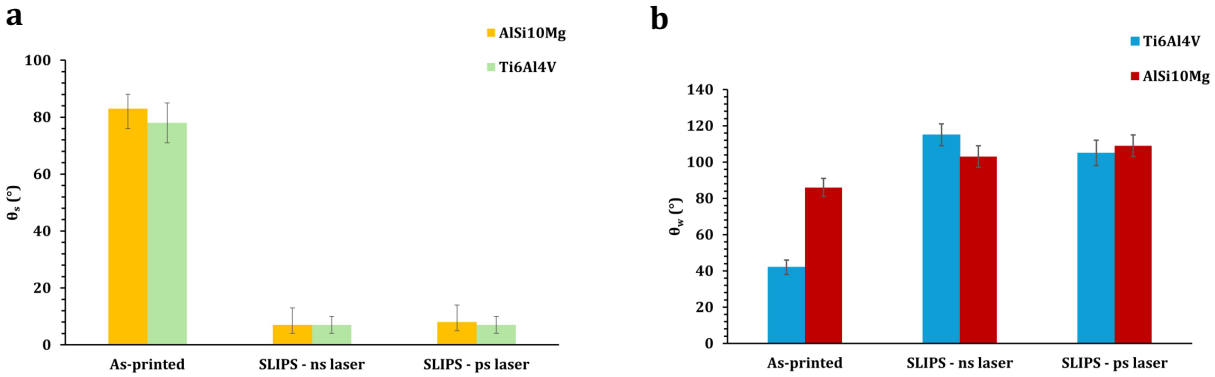 a
AlSi10Mg
Ti6Al4V
100
80
60
40
20
0
θs (°)
As-printed
SLIPS - ns laser
SLIPS - ps laser
b
Ti6Al4V
AlSi10Mg
140
120
100
80
60
40
20
0
θw (°)
As-printed
SLIPS - ns laser
SLIPS - ps laser